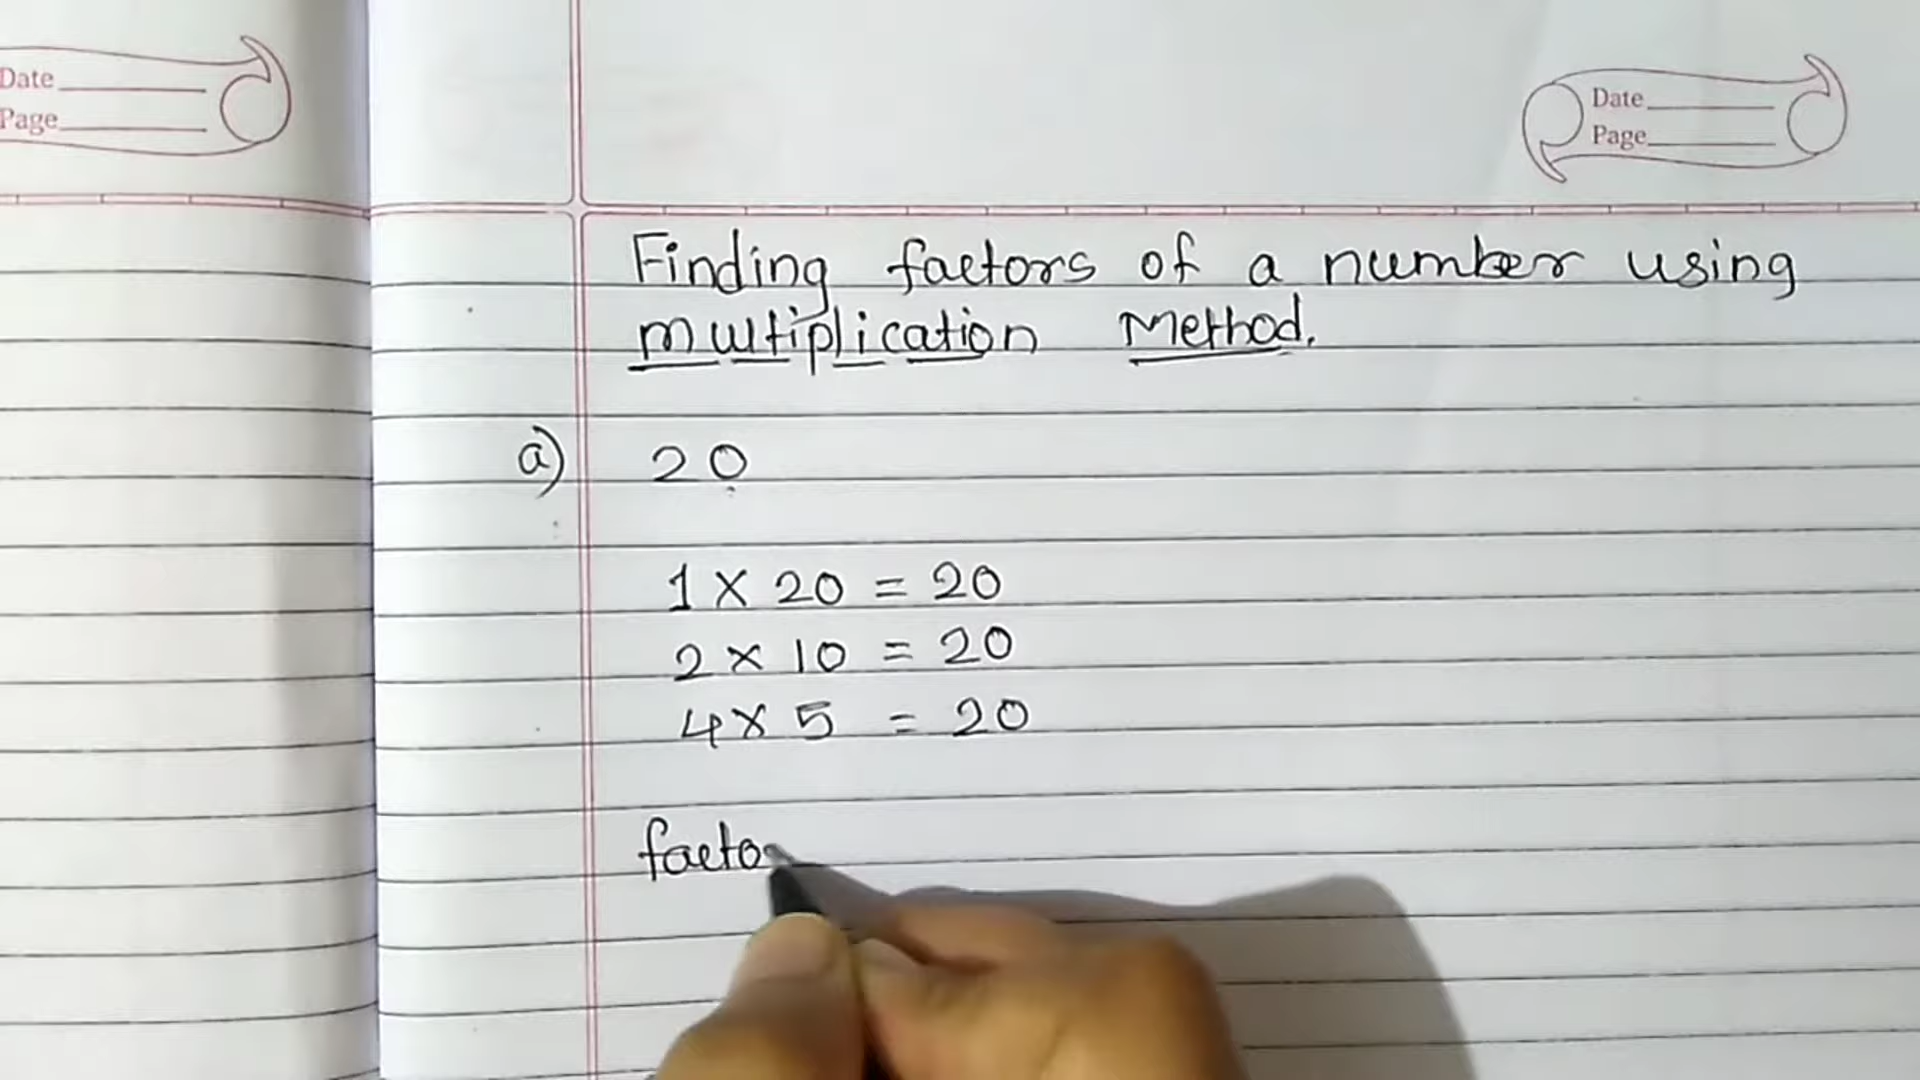 Date
Page
Date
Page
Finding factors of a number using
multiplication Method.
a) 20
1 × 20 = 20
2 × 10 = 20
4 × 5 = 20
facto